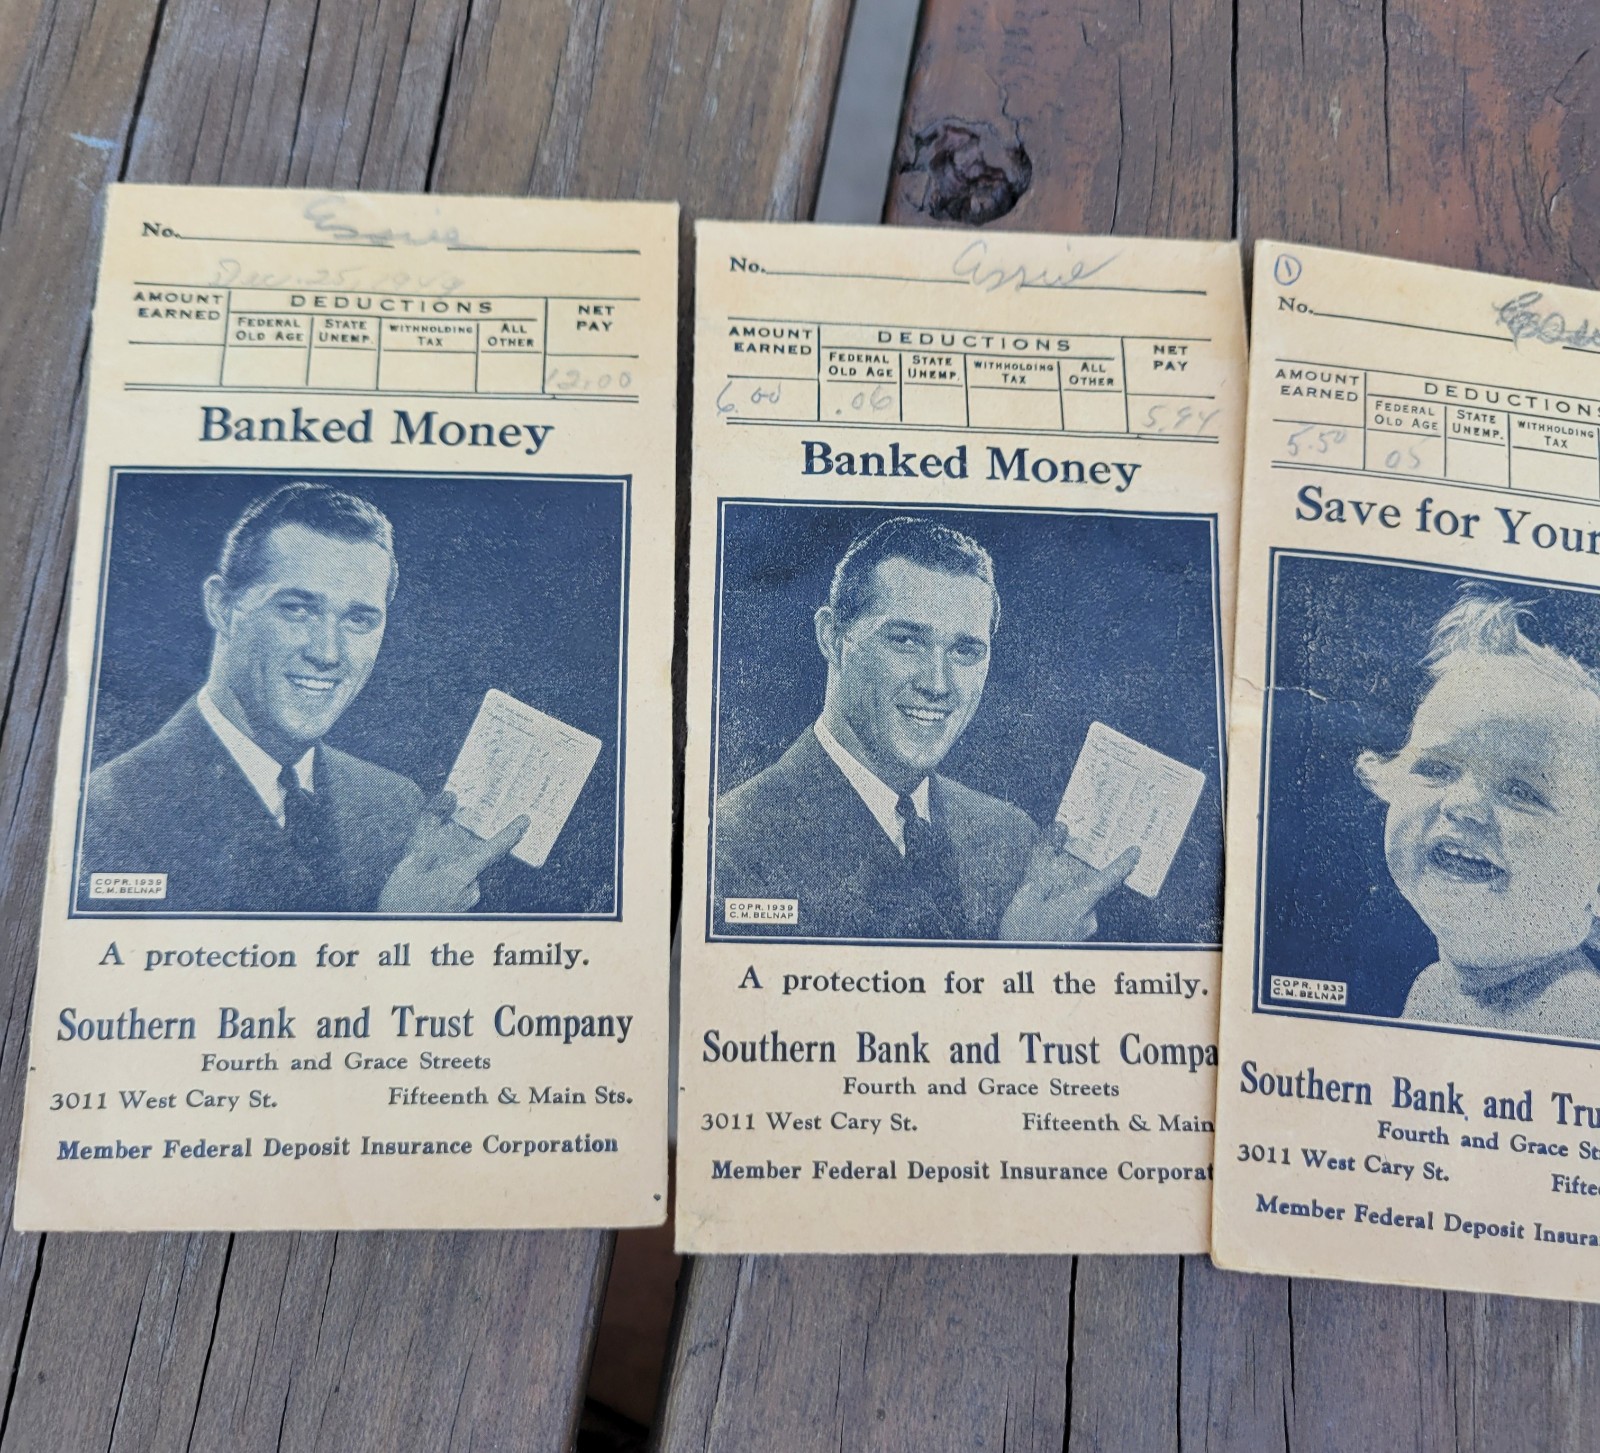 No.
Dec. 25, 1949
AMOUNT EARNED
DEDUCTIONS
NET PAY
FEDERAL OLD AGE
STATE UNEMP.
WITHHOLDING TAX
ALL OTHER
12.00
Banked Money
COPR. 1939
C. M. BELNAP
A protection for all the family.
Southern Bank and Trust Company
Fourth and Grace Streets
3011 West Cary St. Fifteenth & Main Sts.
Member Federal Deposit Insurance Corporation
No. Assie
AMOUNT EARNED
DEDUCTIONS
NET PAY
FEDERAL OLD AGE
STATE UNEMP.
WITHHOLDING TAX
ALL OTHER
6.00 .06 5.94
Banked Money
COPR. 1939
C. M. BELNAP
A protection for all the family.
Southern Bank and Trust Compa
Fourth and Grace Streets
3011 West Cary St. Fifteenth & Main
Member Federal Deposit Insurance Corporat
1
No.
AMOUNT EARNED
DEDUCTIONS
FEDERAL OLD AGE
STATE UNEMP.
WITHHOLDING TAX
5.50 05
Save for Your
COPR. 1933
C. M. BELNAP
Southern Bank and Tru
Fourth and Grace St
3011 West Cary St. Fifte
Member Federal Deposit Insura